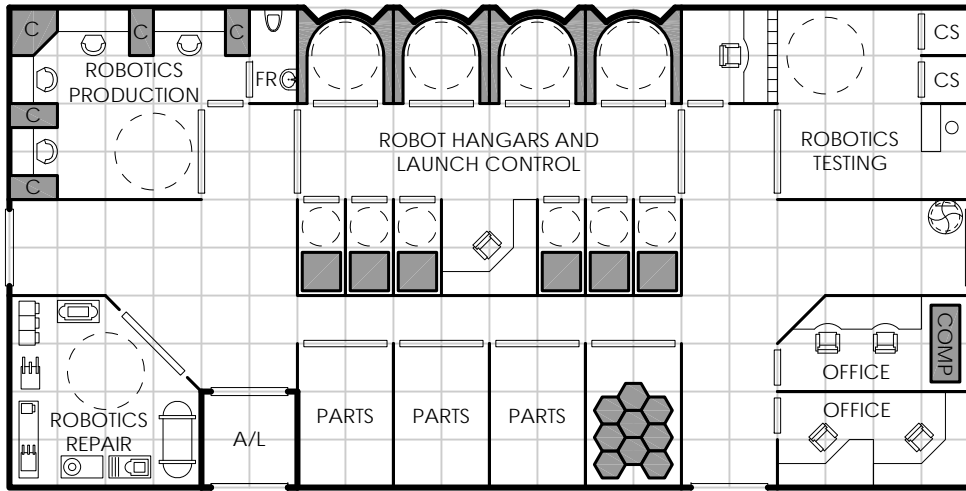 C
C
C
CS
FR
ROBOTICS
PRODUCTION
CS
C
ROBOT HANGARS AND
LAUNCH CONTROL
ROBOTICS
TESTING
C
COMP
OFFICE
PARTS
PARTS
PARTS
OFFICE
ROBOTICS
REPAIR
A/L